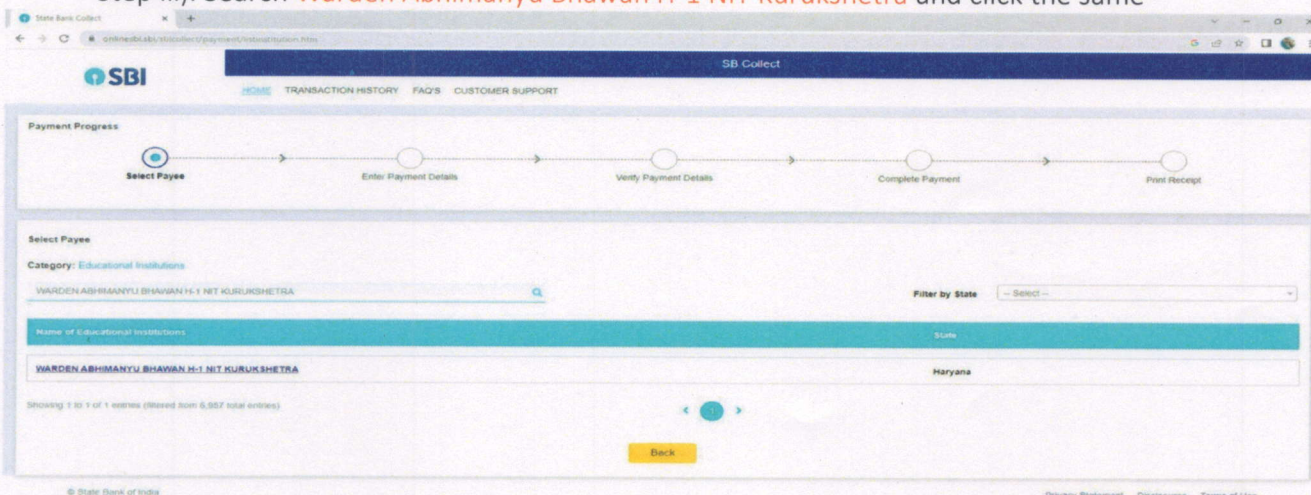 Step iii). Search Warden Abhimanyu Bhawan H-1 NIT Kurukshetra and click the same
State Bank Collect
SBI
SB Collect
HOME TRANSACTION HISTORY FAQ'S CUSTOMER SUPPORT
Payment Progress
Select Payee
Enter Payment Details
Verify Payment Details
Complete Payment
Print Receipt
Select Payee
Category: Educational Institutions
WARDEN ABHIMANYU BHAWAN H-1 NIT KURUKSHETRA
Filter by State
-- Select --
Name of Educational Institutions
State
WARDEN ABHIMANYU BHAWAN H-1 NIT KURUKSHETRA
Haryana
Showing 1 to 1 of 1 entries (filtered from 6,957 total entries)
1
Back
© State Bank of India
Privacy Statement Disclosures Terms of Use